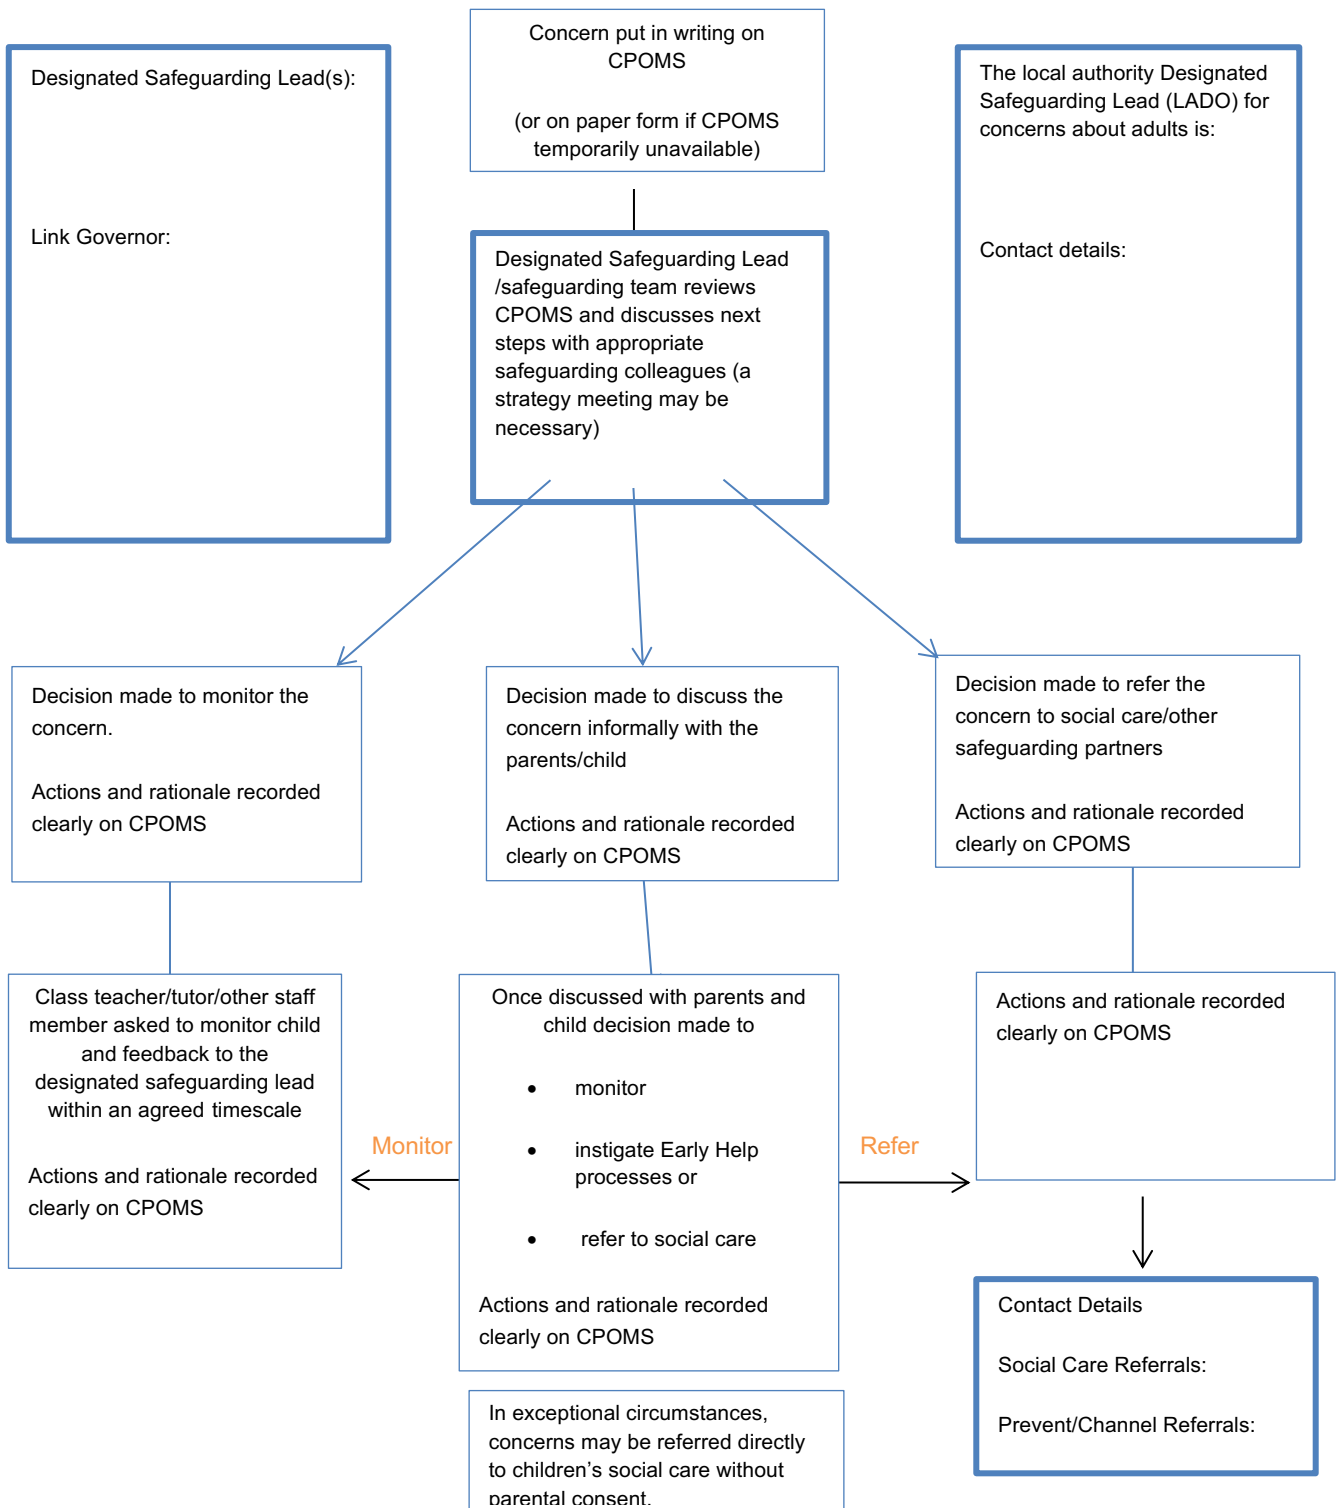 Concern put in writing on
CPOMS
(or on paper form if CPOMS
temporarily unavailable)
Designated Safeguarding Lead(s):
Link Governor:
The local authority Designated
Safeguarding Lead (LADO) for
concerns about adults is:
Contact details:
Designated Safeguarding Lead
/safeguarding team reviews
CPOMS and discusses next
steps with appropriate
safeguarding colleagues (a
strategy meeting may be
necessary)
Decision made to monitor the
concern.
Actions and rationale recorded
clearly on CPOMS
Decision made to discuss the
concern informally with the
parents/child
Actions and rationale recorded
clearly on CPOMS
Decision made to refer the
concern to social care/other
safeguarding partners
Actions and rationale recorded
clearly on CPOMS
Class teacher/tutor/other staff
member asked to monitor child
and feedback to the
designated safeguarding lead
within an agreed timescale
Actions and rationale recorded
clearly on CPOMS
Monitor
Once discussed with parents and
child decision made to
• monitor
• instigate Early Help
processes or
• refer to social care
Actions and rationale recorded
clearly on CPOMS
Refer
Actions and rationale recorded
clearly on CPOMS
Contact Details
Social Care Referrals:
Prevent/Channel Referrals:
In exceptional circumstances,
concerns may be referred directly
to children's social care without
parental consent.